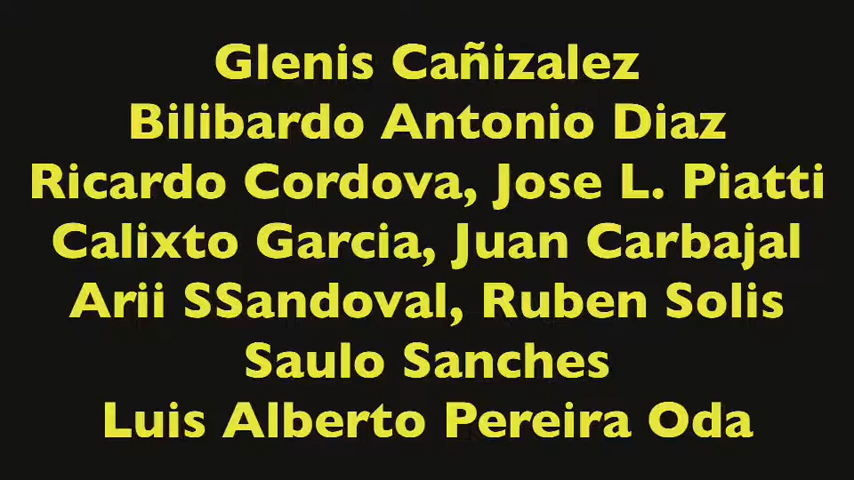 Glenis Cañizalez
Bilibardo Antonio Diaz
Ricardo Cordova, Jose L. Piatti
Calixto Garcia, Juan Carbajal
Arii SSandoval, Ruben Solis
Saulo Sanches
Luis Alberto Pereira Oda